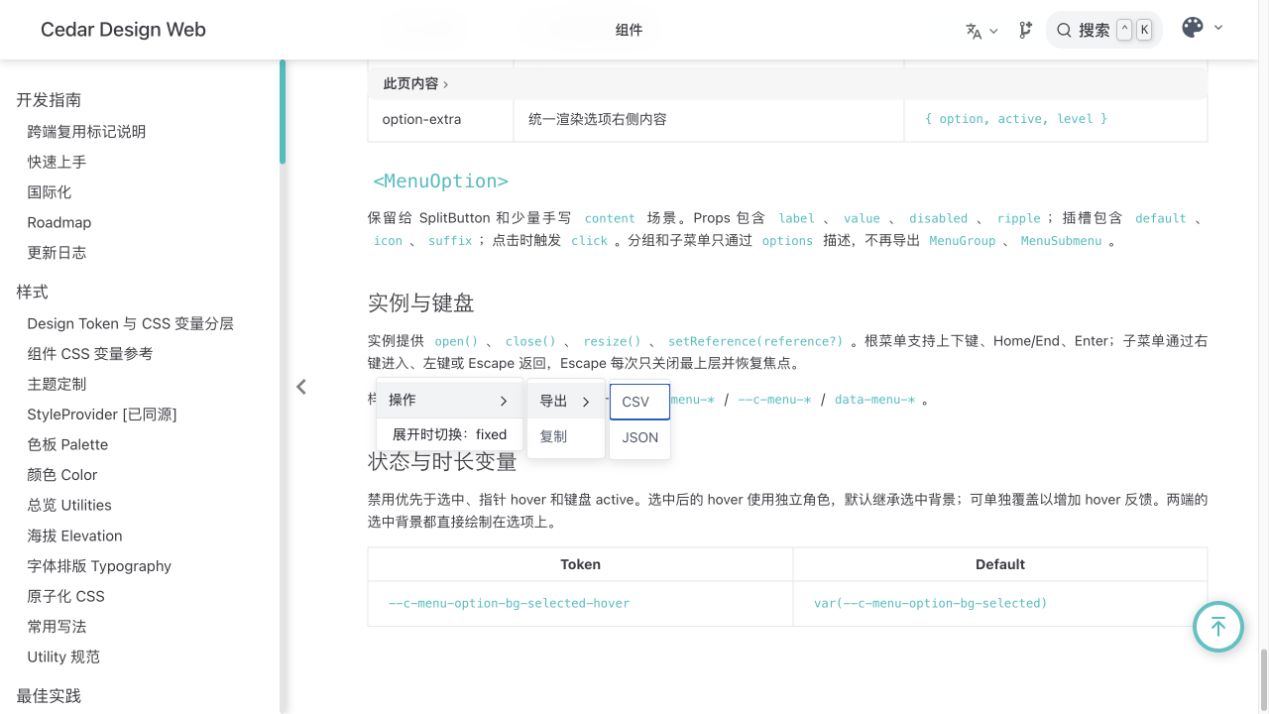 Cedar Design Web
组件
搜索 ^ K
开发指南
跨端复用标记说明
快速上手
国际化
Roadmap
更新日志
样式
Design Token 与 CSS 变量分层
组件 CSS 变量参考
主题定制
StyleProvider [已同源]
色板 Palette
颜色 Color
总览 Utilities
海拔 Elevation
字体排版 Typography
原子化 CSS
常用写法
Utility 规范
最佳实践
此页内容 ›
option-extra 统一渲染选项右侧内容 { option, active, level }
<MenuOption>
保留给 SplitButton 和少量手写 content 场景。Props 包含 label 、 value 、 disabled 、 ripple ；插槽包含 default 、
icon 、 suffix ；点击时触发 click 。分组和子菜单只通过 options 描述，不再导出 MenuGroup 、 MenuSubmenu 。
实例与键盘
实例提供 open() 、 close() 、 resize() 、 setReference(reference?) 。根菜单支持上下键、Home/End、Enter；子菜单通过右
键进入、左键或 Escape 返回，Escape 每次只关闭最上层并恢复焦点。
menu-* / --c-menu-* / data-menu-* 。
操作
展开时切换：fixed
导出
复制
CSV
JSON
状态与时长变量
禁用优先于选中、指针 hover 和键盘 active。选中后的 hover 使用独立角色，默认继承选中背景；可单独覆盖以增加 hover 反馈。两端的
选中背景都直接绘制在选项上。
Token Default
--c-menu-option-bg-selected-hover var(--c-menu-option-bg-selected)